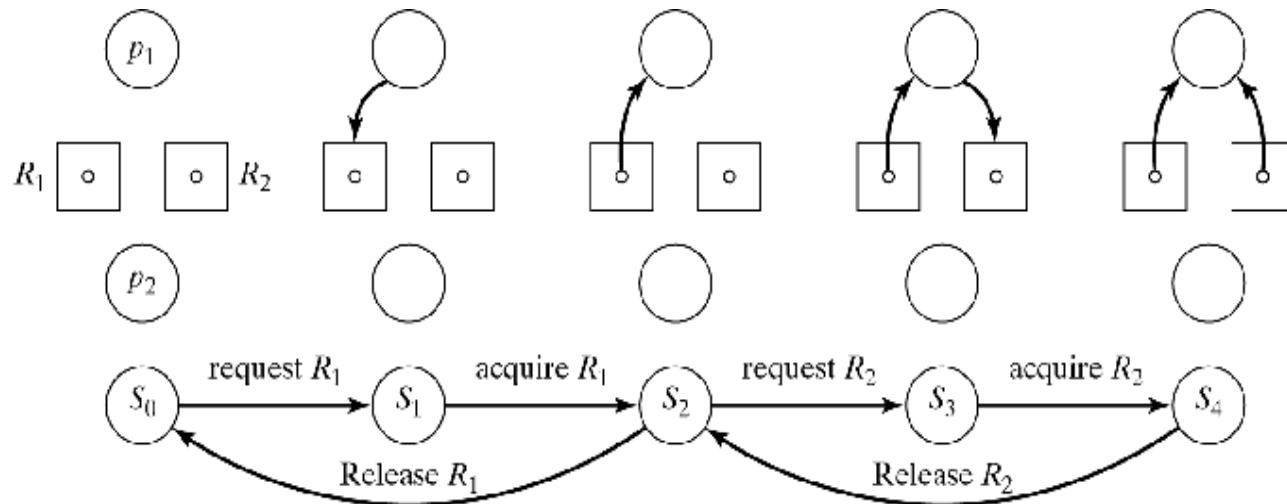 p₁
R₁ R₂
p₂
request R₁ acquire R₁ request R₂ acquire R₂
S₀ S₁ S₂ S₃ S₄
Release R₁ Release R₂